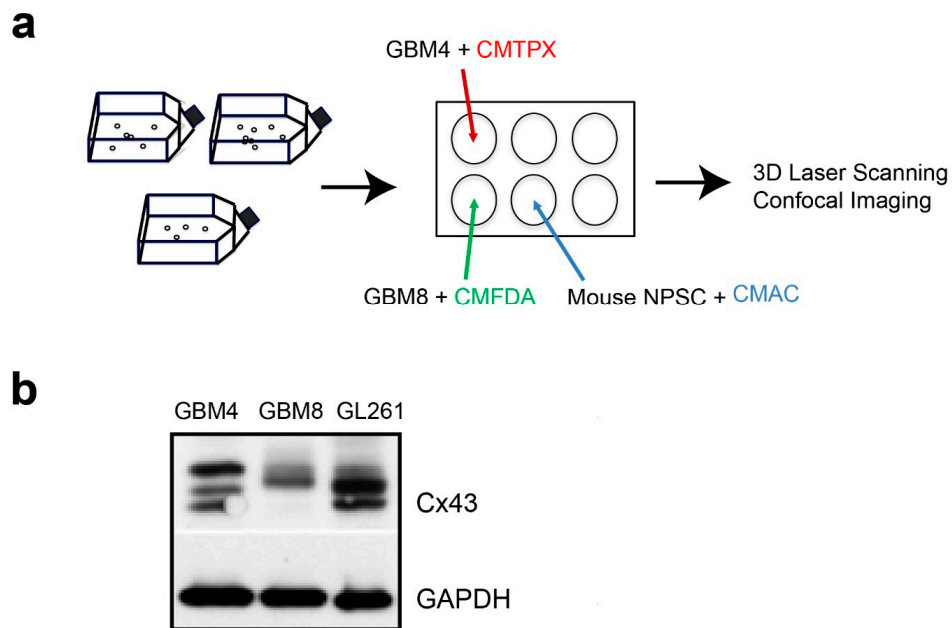 a
GBM4 + CMTPX
3D Laser Scanning
Confocal Imaging
GBM8 + CMFDA
Mouse NPSC + CMAC
b
GBM4 GBM8 GL261
Cx43
GAPDH